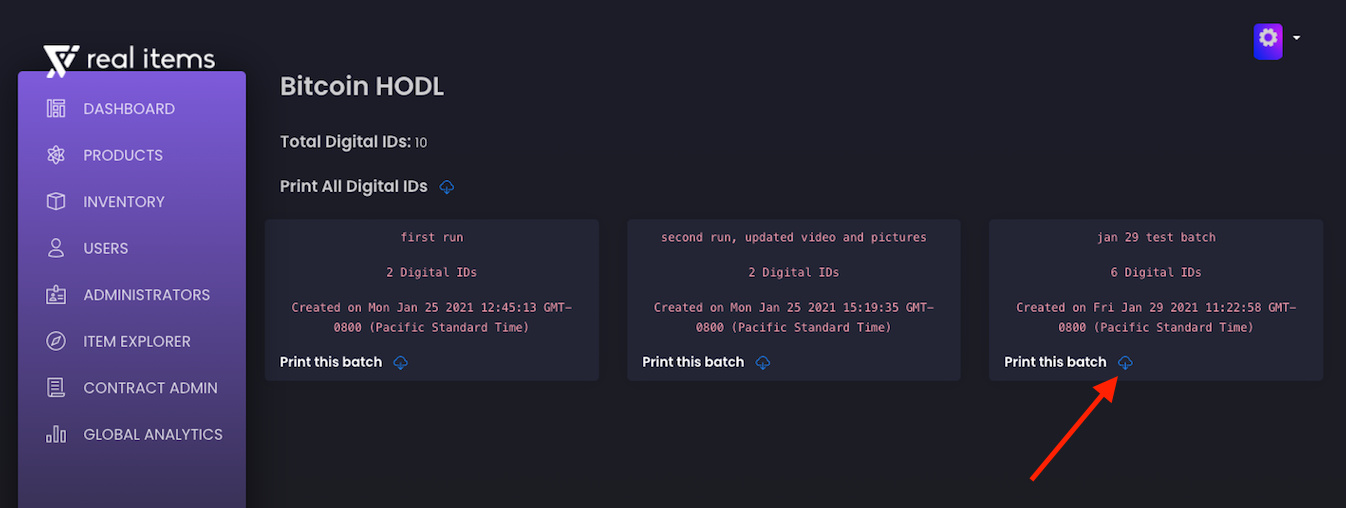 real items
DASHBOARD
PRODUCTS
INVENTORY
USERS
ADMINISTRATORS
ITEM EXPLORER
CONTRACT ADMIN
GLOBAL ANALYTICS
Bitcoin HODL
Total Digital IDs: 10
Print All Digital IDs
first run
2 Digital IDs
Created on Mon Jan 25 2021 12:45:13 GMT-
0800 (Pacific Standard Time)
Print this batch
second run, updated video and pictures
2 Digital IDs
Created on Mon Jan 25 2021 15:19:35 GMT-
0800 (Pacific Standard Time)
Print this batch
jan 29 test batch
6 Digital IDs
Created on Fri Jan 29 2021 11:22:58 GMT-
0800 (Pacific Standard Time)
Print this batch